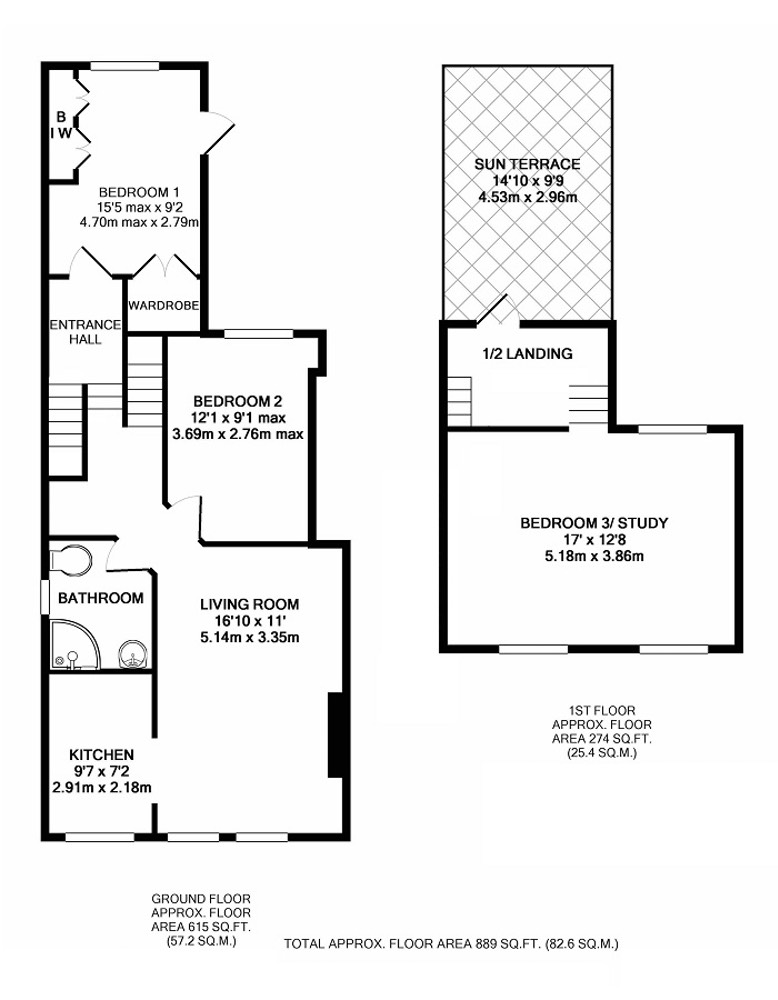 B
I W
BEDROOM 1
15'5 max x 9'2
4.70m max x 2.79m
WARDROBE
ENTRANCE
HALL
BEDROOM 2
12'1 x 9'1 max
3.69m x 2.76m max
BATHROOM
LIVING ROOM
16'10 x 11'
5.14m x 3.35m
KITCHEN
9'7 x 7'2
2.91m x 2.18m
GROUND FLOOR
APPROX. FLOOR
AREA 615 SQ.FT.
(57.2 SQ.M.)
SUN TERRACE
14'10 x 9'9
4.53m x 2.96m
1/2 LANDING
BEDROOM 3/ STUDY
17' x 12'8
5.18m x 3.86m
1ST FLOOR
APPROX. FLOOR
AREA 274 SQ.FT.
(25.4 SQ.M.)
TOTAL APPROX. FLOOR AREA 889 SQ.FT. (82.6 SQ.M.)